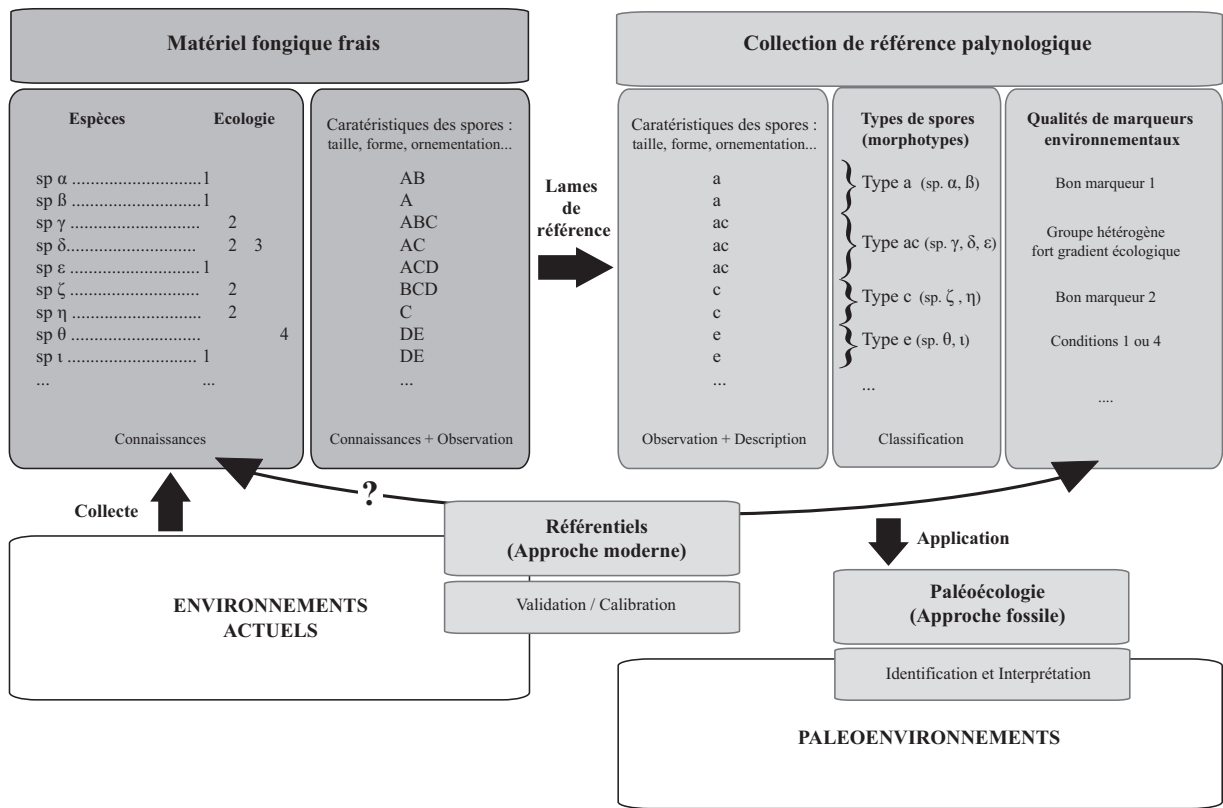 Matériel fongique frais
Collection de référence palynologique
Espèces
Ecologie
sp α ............................ 1
sp ß ............................ 1
sp γ ............................ 2
sp δ............................ 2 3
sp ε ............................ 1
sp ζ ............................ 2
sp η ............................ 2
sp θ ............................ 4
sp ι ............................ 1
... ...
Connaissances
Caratéristiques des spores :
taille, forme, ornementation...
AB
A
ABC
AC
ACD
BCD
C
DE
DE
...
Connaissances + Observation
Lames
de
référence
Caratéristiques des spores :
taille, forme, ornementation...
a
a
ac
ac
ac
c
c
e
e
...
Observation + Description
Types de spores
(morphotypes)
Type a (sp. α, ß)
Type ac (sp. γ, δ, ε)
Type c (sp. ζ , η)
Type e (sp. θ, ι)
...
Classification
Qualités de marqueurs
environnementaux
Bon marqueur 1
Groupe hétérogène
fort gradient écologique
Bon marqueur 2
Conditions 1 ou 4
....
Collecte
?
Référentiels
(Approche moderne)
Validation / Calibration
Application
ENVIRONNEMENTS
ACTUELS
Paléoécologie
(Approche fossile)
Identification et Interprétation
PALEOENVIRONNEMENTS